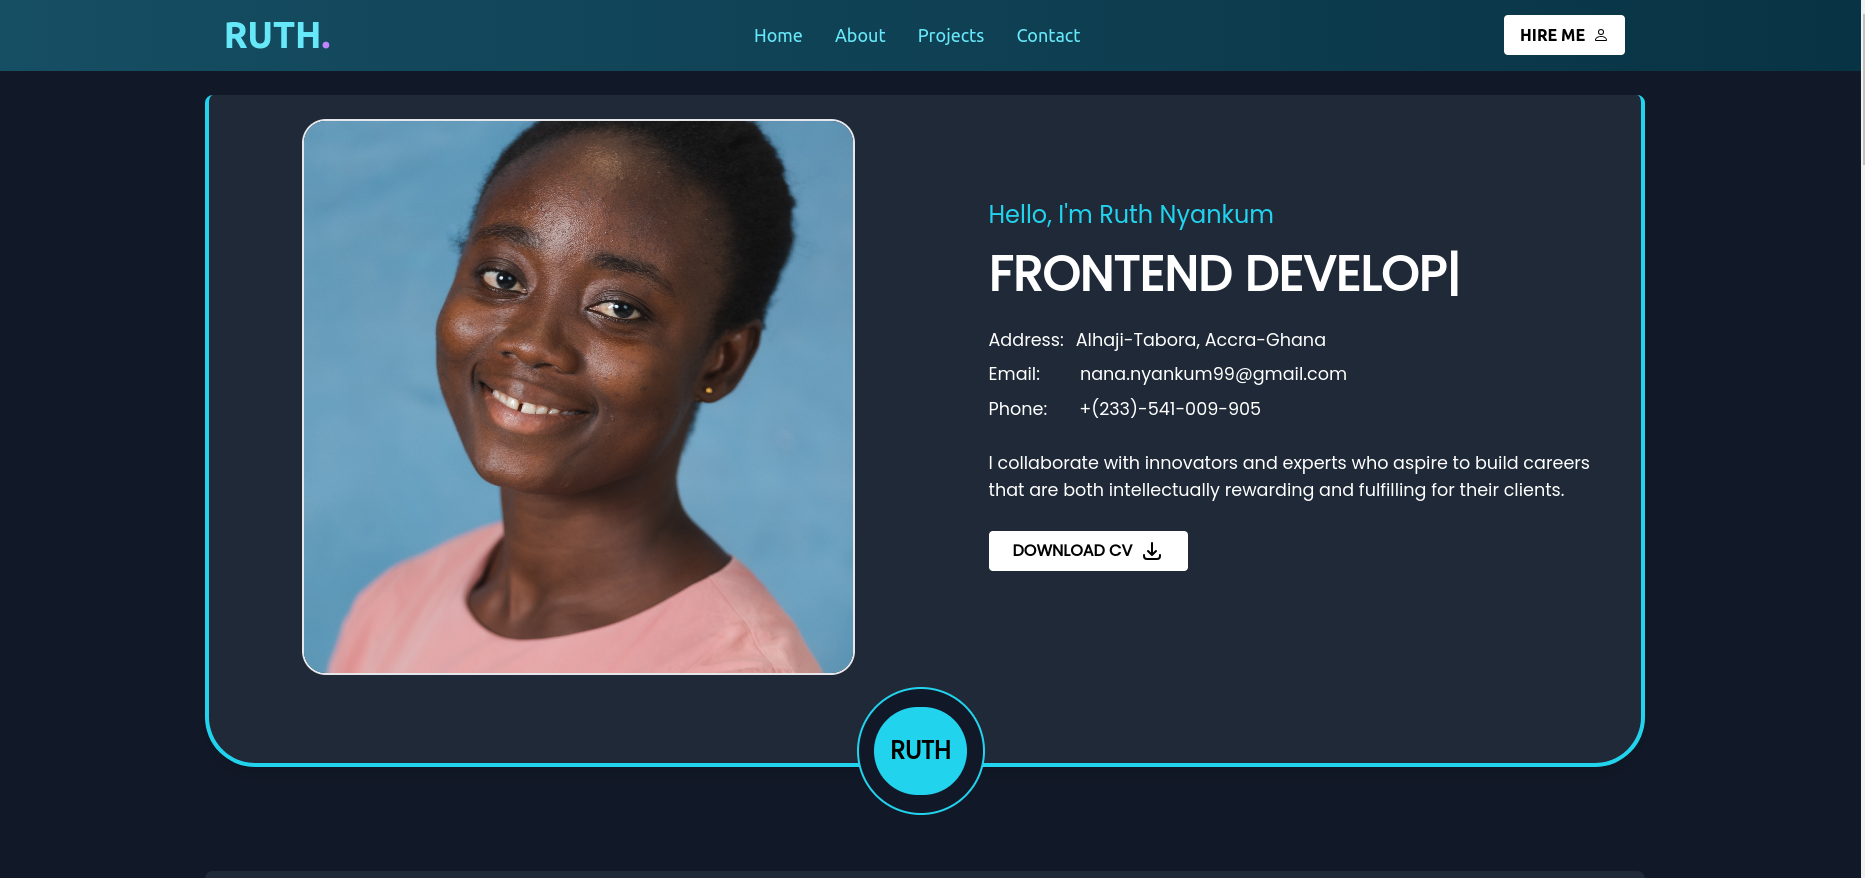 RUTH.
Home About Projects Contact
HIRE ME
Hello, I'm Ruth Nyankum
FRONTEND DEVELOP|
Address: Alhaji-Tabora, Accra-Ghana
Email: nana.nyankum99@gmail.com
Phone: +(233)-541-009-905
I collaborate with innovators and experts who aspire to build careers
that are both intellectually rewarding and fulfilling for their clients.
DOWNLOAD CV
RUTH